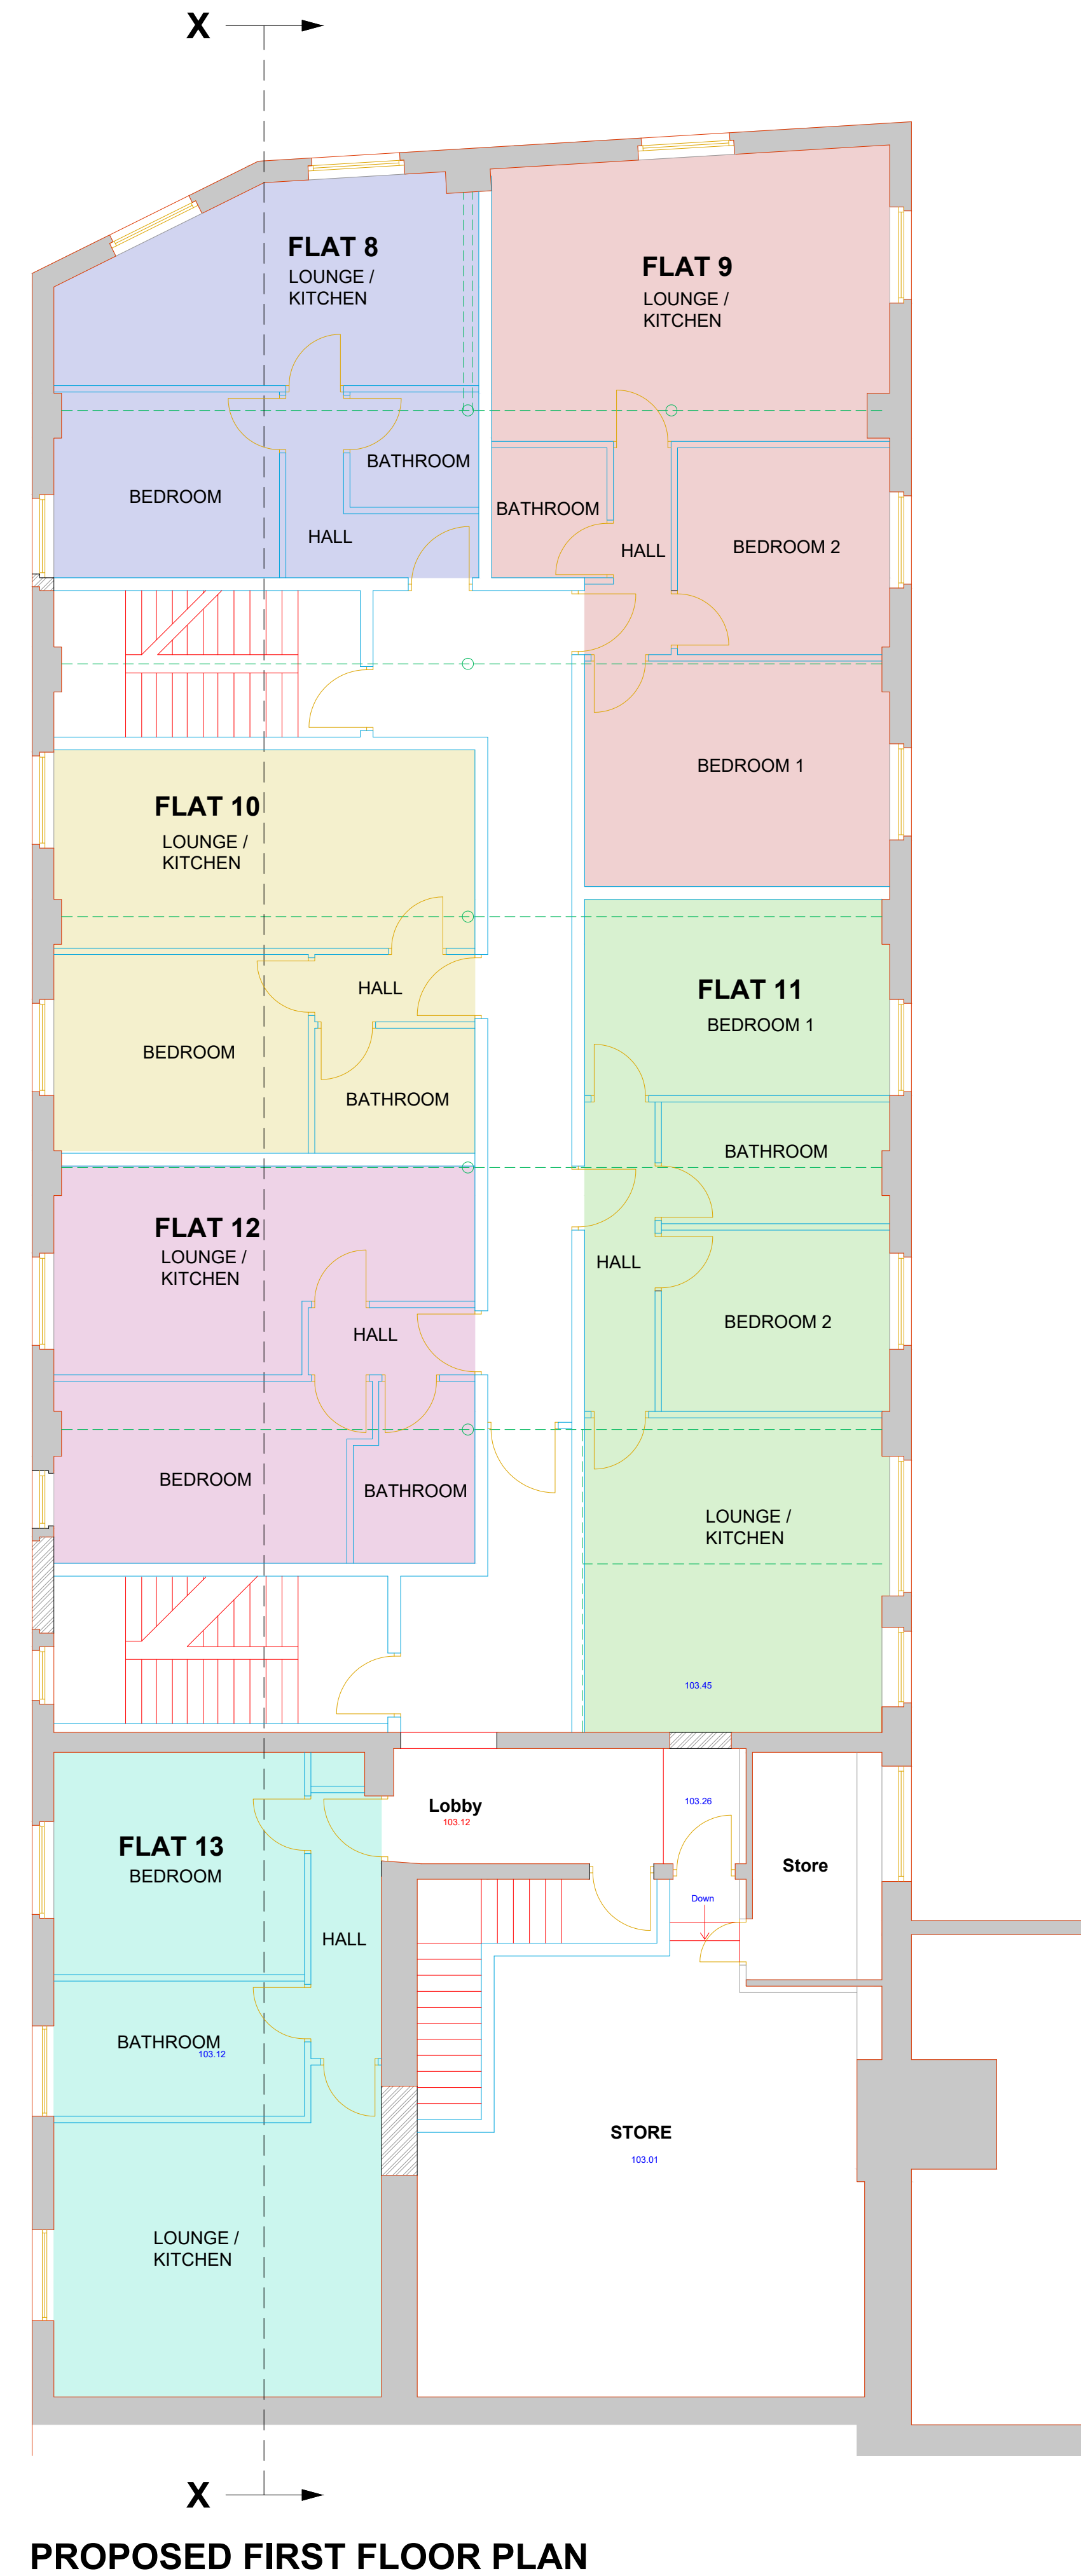 X
FLAT 8
LOUNGE /
KITCHEN
FLAT 9
LOUNGE /
KITCHEN
BATHROOM
BEDROOM
HALL
BATHROOM
HALL
BEDROOM 2
BEDROOM 1
FLAT 10
LOUNGE /
KITCHEN
HALL
BEDROOM
BATHROOM
FLAT 11
BEDROOM 1
BATHROOM
HALL
BEDROOM 2
LOUNGE /
KITCHEN
103.45
FLAT 12
LOUNGE /
KITCHEN
HALL
BEDROOM
BATHROOM
Lobby
103.12
103.26
Store
Down
FLAT 13
BEDROOM
HALL
BATHROOM
103.12
LOUNGE /
KITCHEN
STORE
103.01
X
PROPOSED FIRST FLOOR PLAN